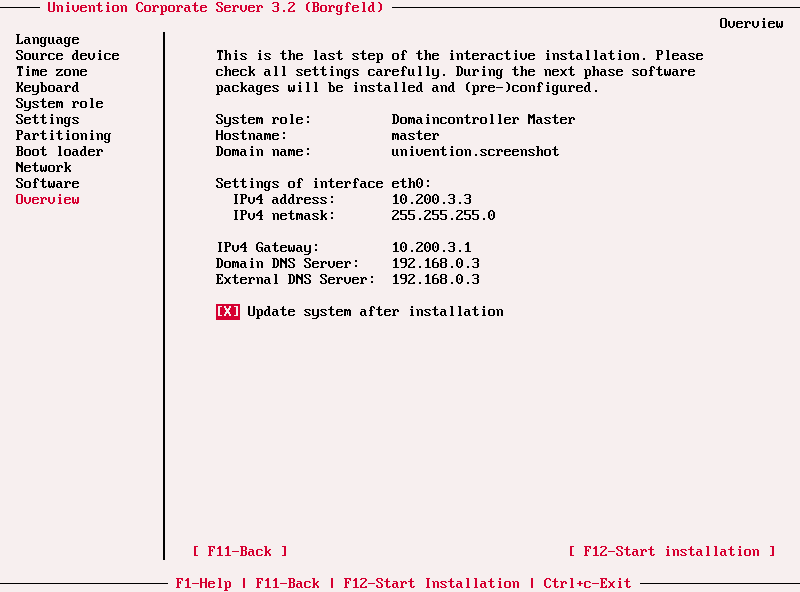 Univention Corporate Server 3.2 (Borgfeld)
Overview
Language
Source device
Time zone
Keyboard
System role
Settings
Partitioning
Boot loader
Network
Software
Overview
This is the last step of the interactive installation. Please
check all settings carefully. During the next phase software
packages will be installed and (pre-)configured.
System role: Domaincontroller Master
Hostname: master
Domain name: univention.screenshot
Settings of interface eth0:
IPv4 address: 10.200.3.3
IPv4 netmask: 255.255.255.0
IPv4 Gateway: 10.200.3.1
Domain DNS Server: 192.168.0.3
External DNS Server: 192.168.0.3
[X] Update system after installation
[ F11-Back ] [ F12-Start installation ]
F1-Help | F11-Back | F12-Start Installation | Ctrl+c-Exit